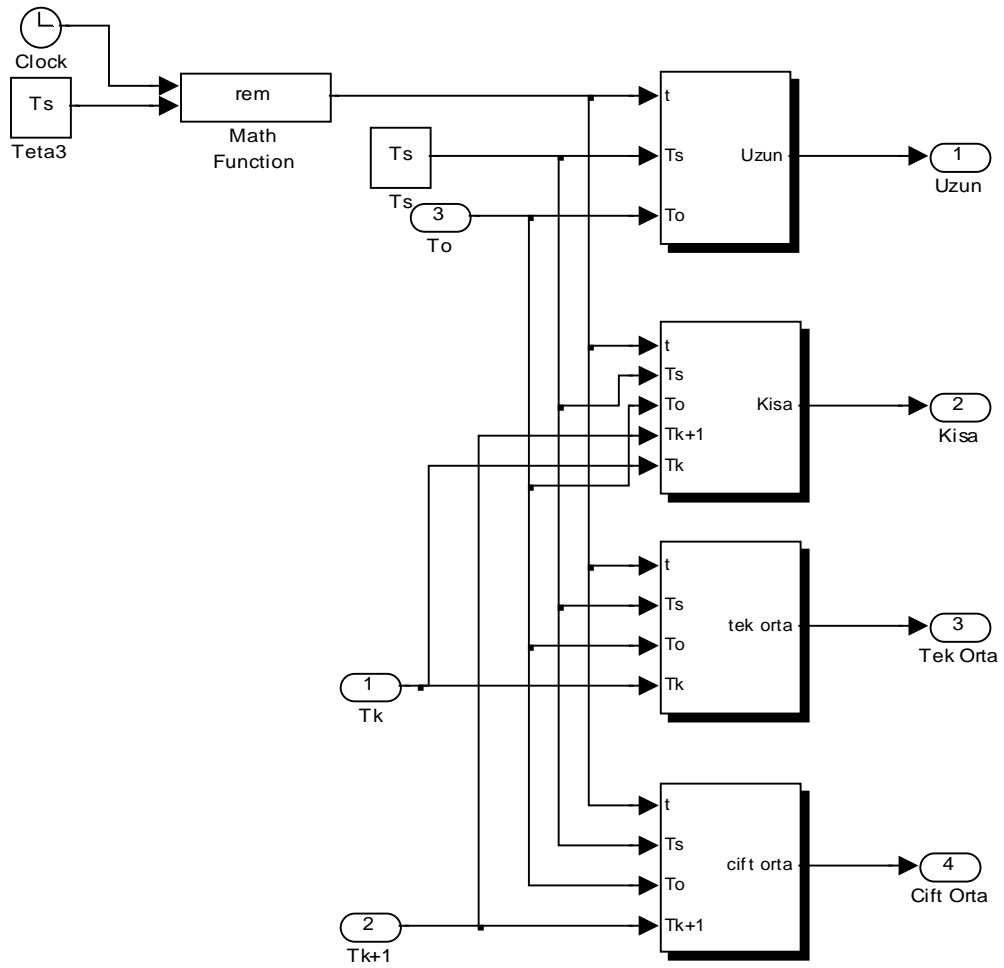 Clock
Ts
Teta3
rem
Math
Function
Ts
Ts
3
To
t
Ts
To
Uzun
1
Uzun
t
Ts
To
Tk+1
Tk
Kisa
2
Kisa
t
Ts
To
Tk
tek orta
3
Tek Orta
1
Tk
t
Ts
To
Tk+1
cift orta
4
Cift Orta
2
Tk+1